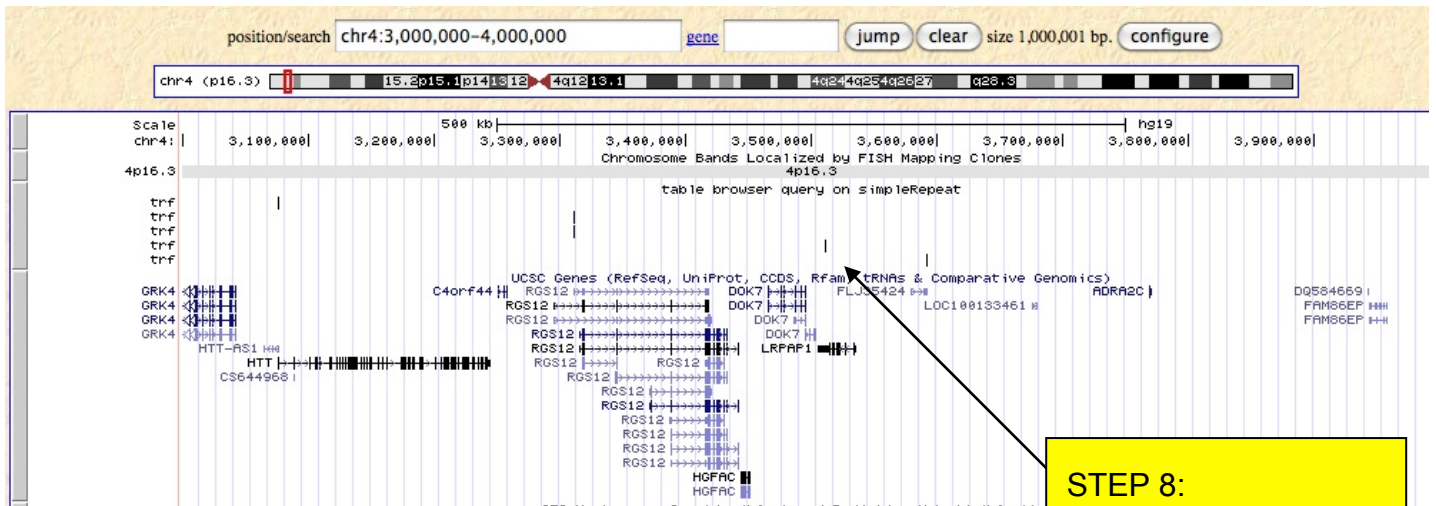 position/search chr4:3,000,000-4,000,000 gene jump clear size 1,000,001 bp. configure
chr4 (p16.3) 15.2 p15.1 p14 13 12 4q12 13.1 4q24 4q25 4q26 27 q28.3
Scale 500 kb hg19
chr4: 3,100,000 3,200,000 3,300,000 3,400,000 3,500,000 3,600,000 3,700,000 3,800,000 3,900,000
Chromosome Bands Localized by FISH Mapping Clones
4p16.3 4p16.3
table browser query on simpleRepeat
trf
trf
trf
trf
trf
UCSC Genes (RefSeq, UniProt, CCDS, Rfam, tRNAs & Comparative Genomics)
GRK4 C4orf44 RGS12 DOK7 FLJ35424 ADRA2C DQ584669
GRK4 RGS12 DOK7 LOC100133461 FAM86EP
GRK4 RGS12 DOK7 FAM86EP
GRK4 RGS12 DOK7
HTT-AS1 RGS12 LRPAP1
HTT RGS12 RGS12
CS644968 RGS12
RGS12
RGS12
RGS12
RGS12
RGS12
RGS12
HGFAC
HGFAC
STEP 8: